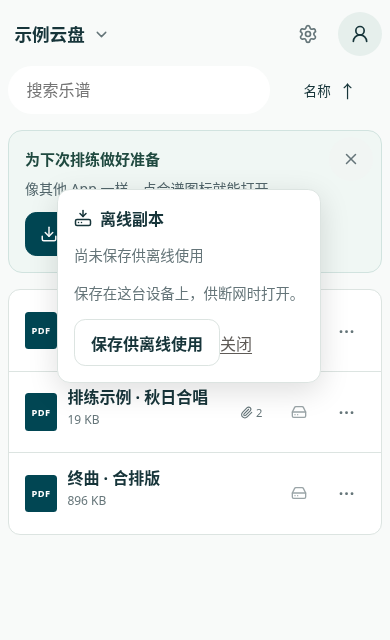 示例云盘
搜索乐谱
名称 ↑
为下次排练做好准备
像其他 App 一样，点合谱图标就能打开
离线副本
尚未保存供离线使用
保存在这台设备上，供断网时打开。
保存供离线使用 关闭
PDF
PDF 排练示例 · 秋日合唱 2
19 KB
PDF 终曲 · 合排版
896 KB